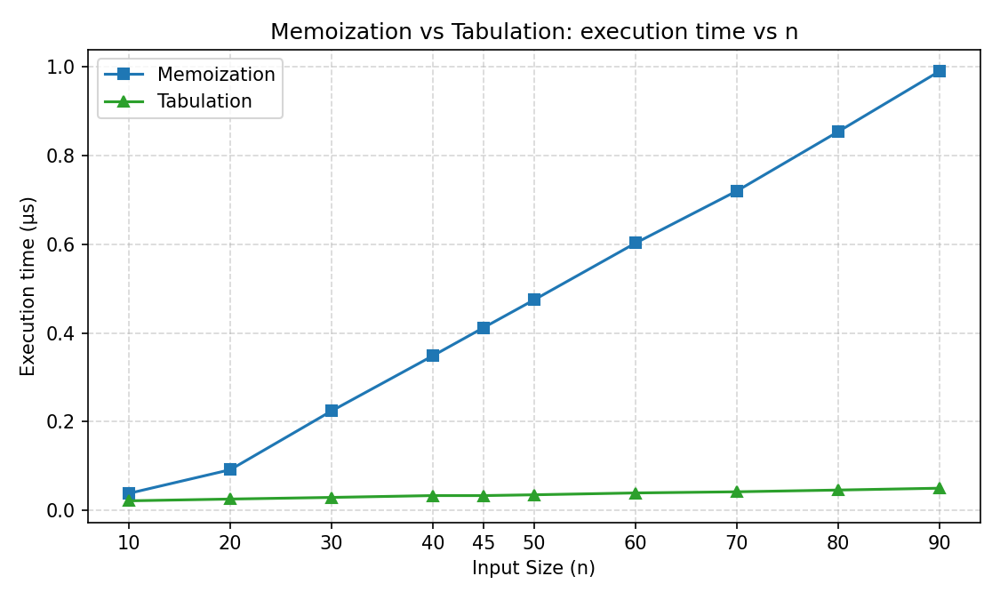 Memoization vs Tabulation: execution time vs n
Memoization
Tabulation
Execution time (μs)
1.0
0.8
0.6
0.4
0.2
0.0
10 20 30 40 45 50 60 70 80 90
Input Size (n)